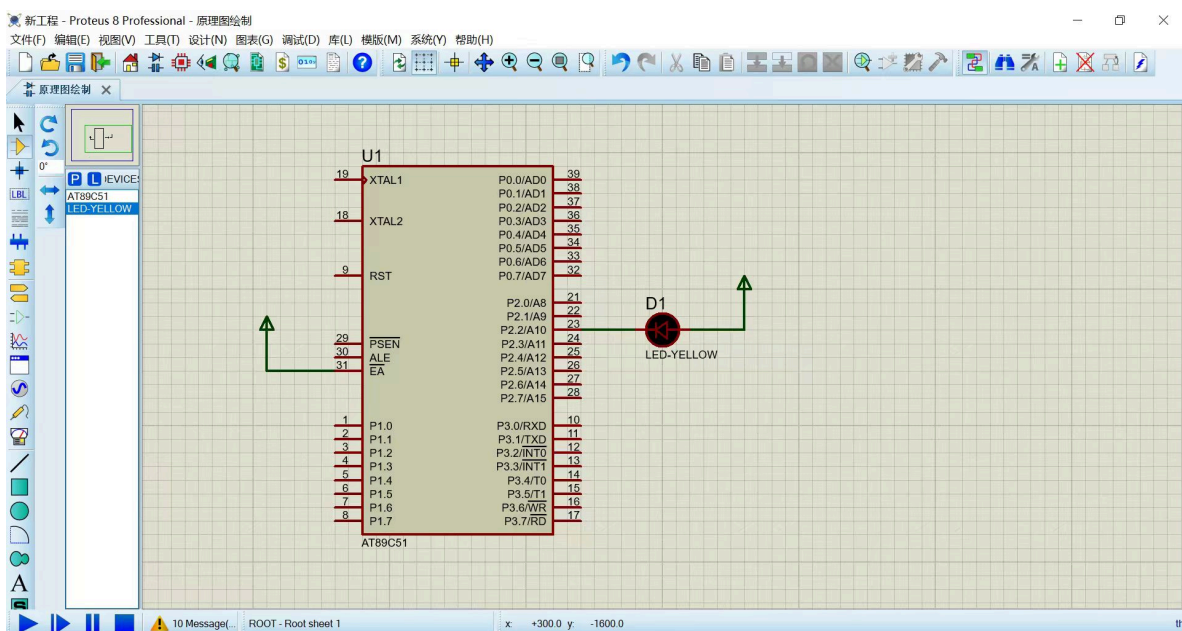 新工程 - Proteus 8 Professional - 原理图绘制
文件(F) 编辑(E) 视图(V) 工具(T) 设计(N) 图表(G) 调试(D) 库(L) 模版(M) 系统(Y) 帮助(H)
原理图绘制
0°
P L DEVICES
AT89C51
LED-YELLOW
LBL
A
S
U1
19 XTAL1
18 XTAL2
9 RST
29 PSEN
30 ALE
31 EA
1 P1.0
2 P1.1
3 P1.2
4 P1.3
5 P1.4
6 P1.5
7 P1.6
8 P1.7
P0.0/AD0 39
P0.1/AD1 38
P0.2/AD2 37
P0.3/AD3 36
P0.4/AD4 35
P0.5/AD5 34
P0.6/AD6 33
P0.7/AD7 32
P2.0/A8 21
P2.1/A9 22
P2.2/A10 23
P2.3/A11 24
P2.4/A12 25
P2.5/A13 26
P2.6/A14 27
P2.7/A15 28
P3.0/RXD 10
P3.1/TXD 11
P3.2/INT0 12
P3.3/INT1 13
P3.4/T0 14
P3.5/T1 15
P3.6/WR 16
P3.7/RD 17
AT89C51
D1
LED-YELLOW
10 Message(... ROOT - Root sheet 1 x: +300.0 y: -1600.0 th